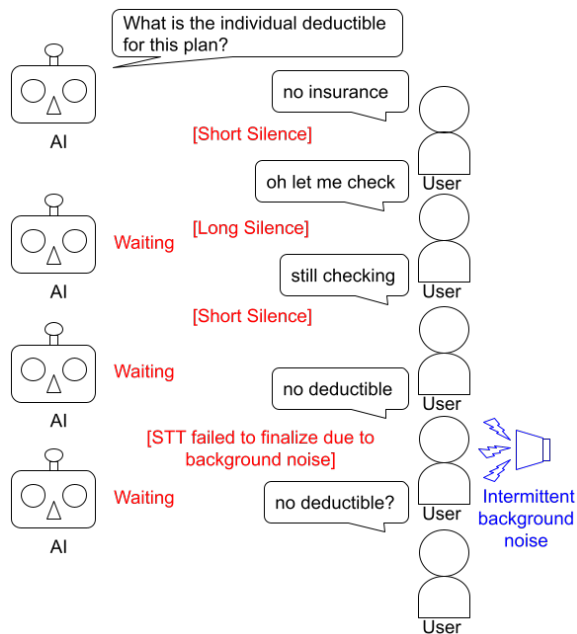 What is the individual deductible
for this plan?
AI
no insurance
[Short Silence]
User
oh let me check
Waiting
[Long Silence]
AI
still checking
User
[Short Silence]
Waiting
AI
no deductible
User
[STT failed to finalize due to
background noise]
Waiting
AI
no deductible?
User
Intermittent
background
noise
User